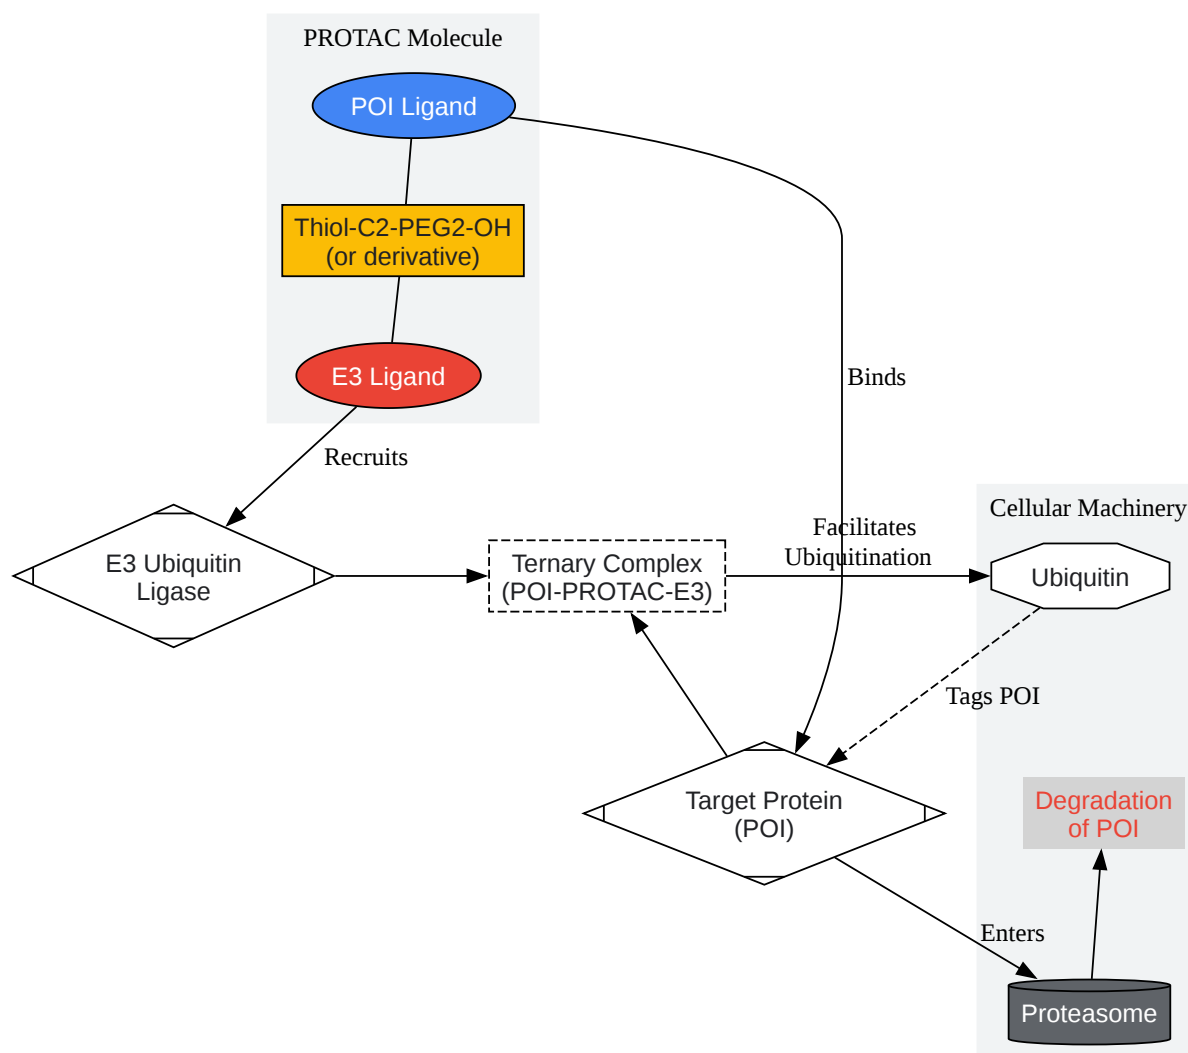 PROTAC Molecule
POI Ligand
Thiol-C2-PEG2-OH
(or derivative)
E3 Ligand
Binds
Recruits
Cellular Machinery
E3 Ubiquitin
Ligase
Ternary Complex
(POI-PROTAC-E3)
Facilitates
Ubiquitination
Ubiquitin
Tags POI
Target Protein
(POI)
Degradation
of POI
Enters
Proteasome